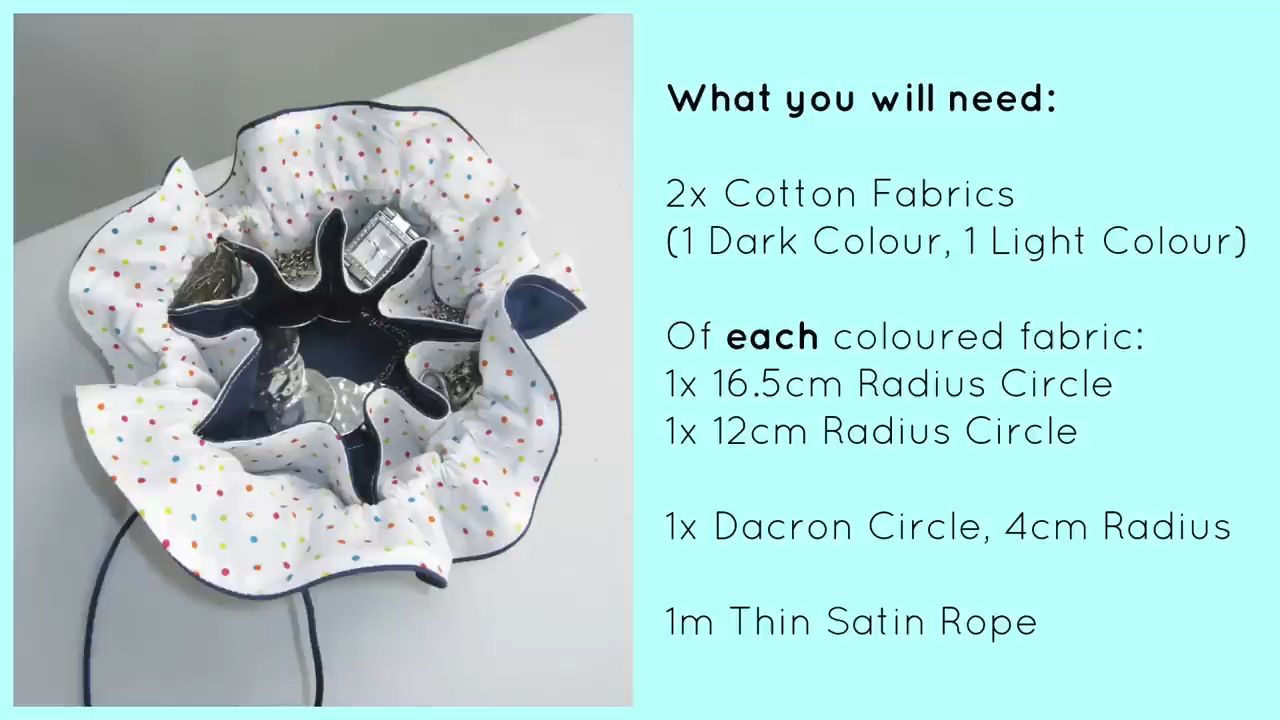 What you will need:
2x Cotton Fabrics
(1 Dark Colour, 1 Light Colour)
Of each coloured fabric:
1x 16.5cm Radius Circle
1x 12cm Radius Circle
1x Dacron Circle, 4cm Radius
1m Thin Satin Rope